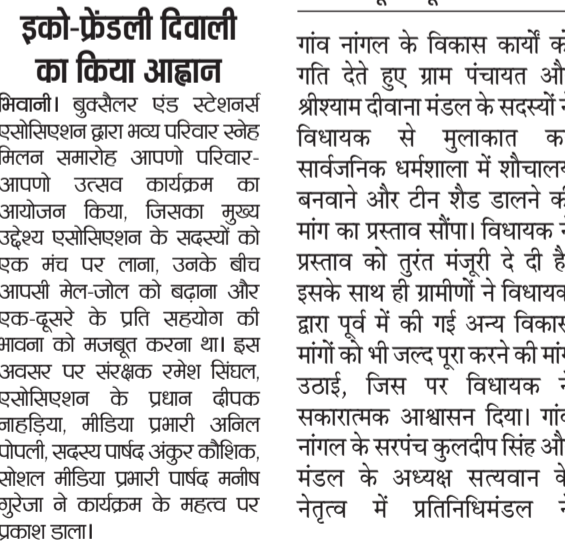 इको-फ्रेंडली दिवाली
का किया आह्वान
भिवानी। बुक्सैलर एंड स्टेशनर्स
एसोसिएशन द्वारा भव्य परिवार स्नेह
मिलन समारोह आपणो परिवार-
आपणो उत्सव कार्यक्रम का
आयोजन किया, जिसका मुख्य
उद्देश्य एसोसिएशन के सदस्यों को
एक मंच पर लाना, उनके बीच
आपसी मेल-जोल को बढ़ाना और
एक-दूसरे के प्रति सहयोग की
भावना को मजबूत करना था। इस
अवसर पर संरक्षक रमेश सिंघल,
एसोसिएशन के प्रधान दीपक
नाहड़िया, मीडिया प्रभारी अनिल
पोपली, सदस्य पार्षद अंकुर कौशिक,
सोशल मीडिया प्रभारी पार्षद मनीष
गुरेजा ने कार्यक्रम के महत्व पर
प्रकाश डाला।
गांव नांगल के विकास कार्यों को
गति देते हुए ग्राम पंचायत औ
श्रीश्याम दीवाना मंडल के सदस्यों
विधायक से मुलाकात क
सार्वजनिक धर्मशाला में शौचालय
बनवाने और टीन शैड डालने की
मांग का प्रस्ताव सौंपा। विधायक
प्रस्ताव को तुरंत मंजूरी दे दी है
इसके साथ ही ग्रामीणों ने विधायक
द्वारा पूर्व में की गई अन्य विकास
मांगों को भी जल्द पूरा करने की मांग
उठाई, जिस पर विधायक
सकारात्मक आश्वासन दिया। गांव
नांगल के सरपंच कुलदीप सिंह औ
मंडल के अध्यक्ष सत्यवान के
नेतृत्व में प्रतिनिधिमंडल